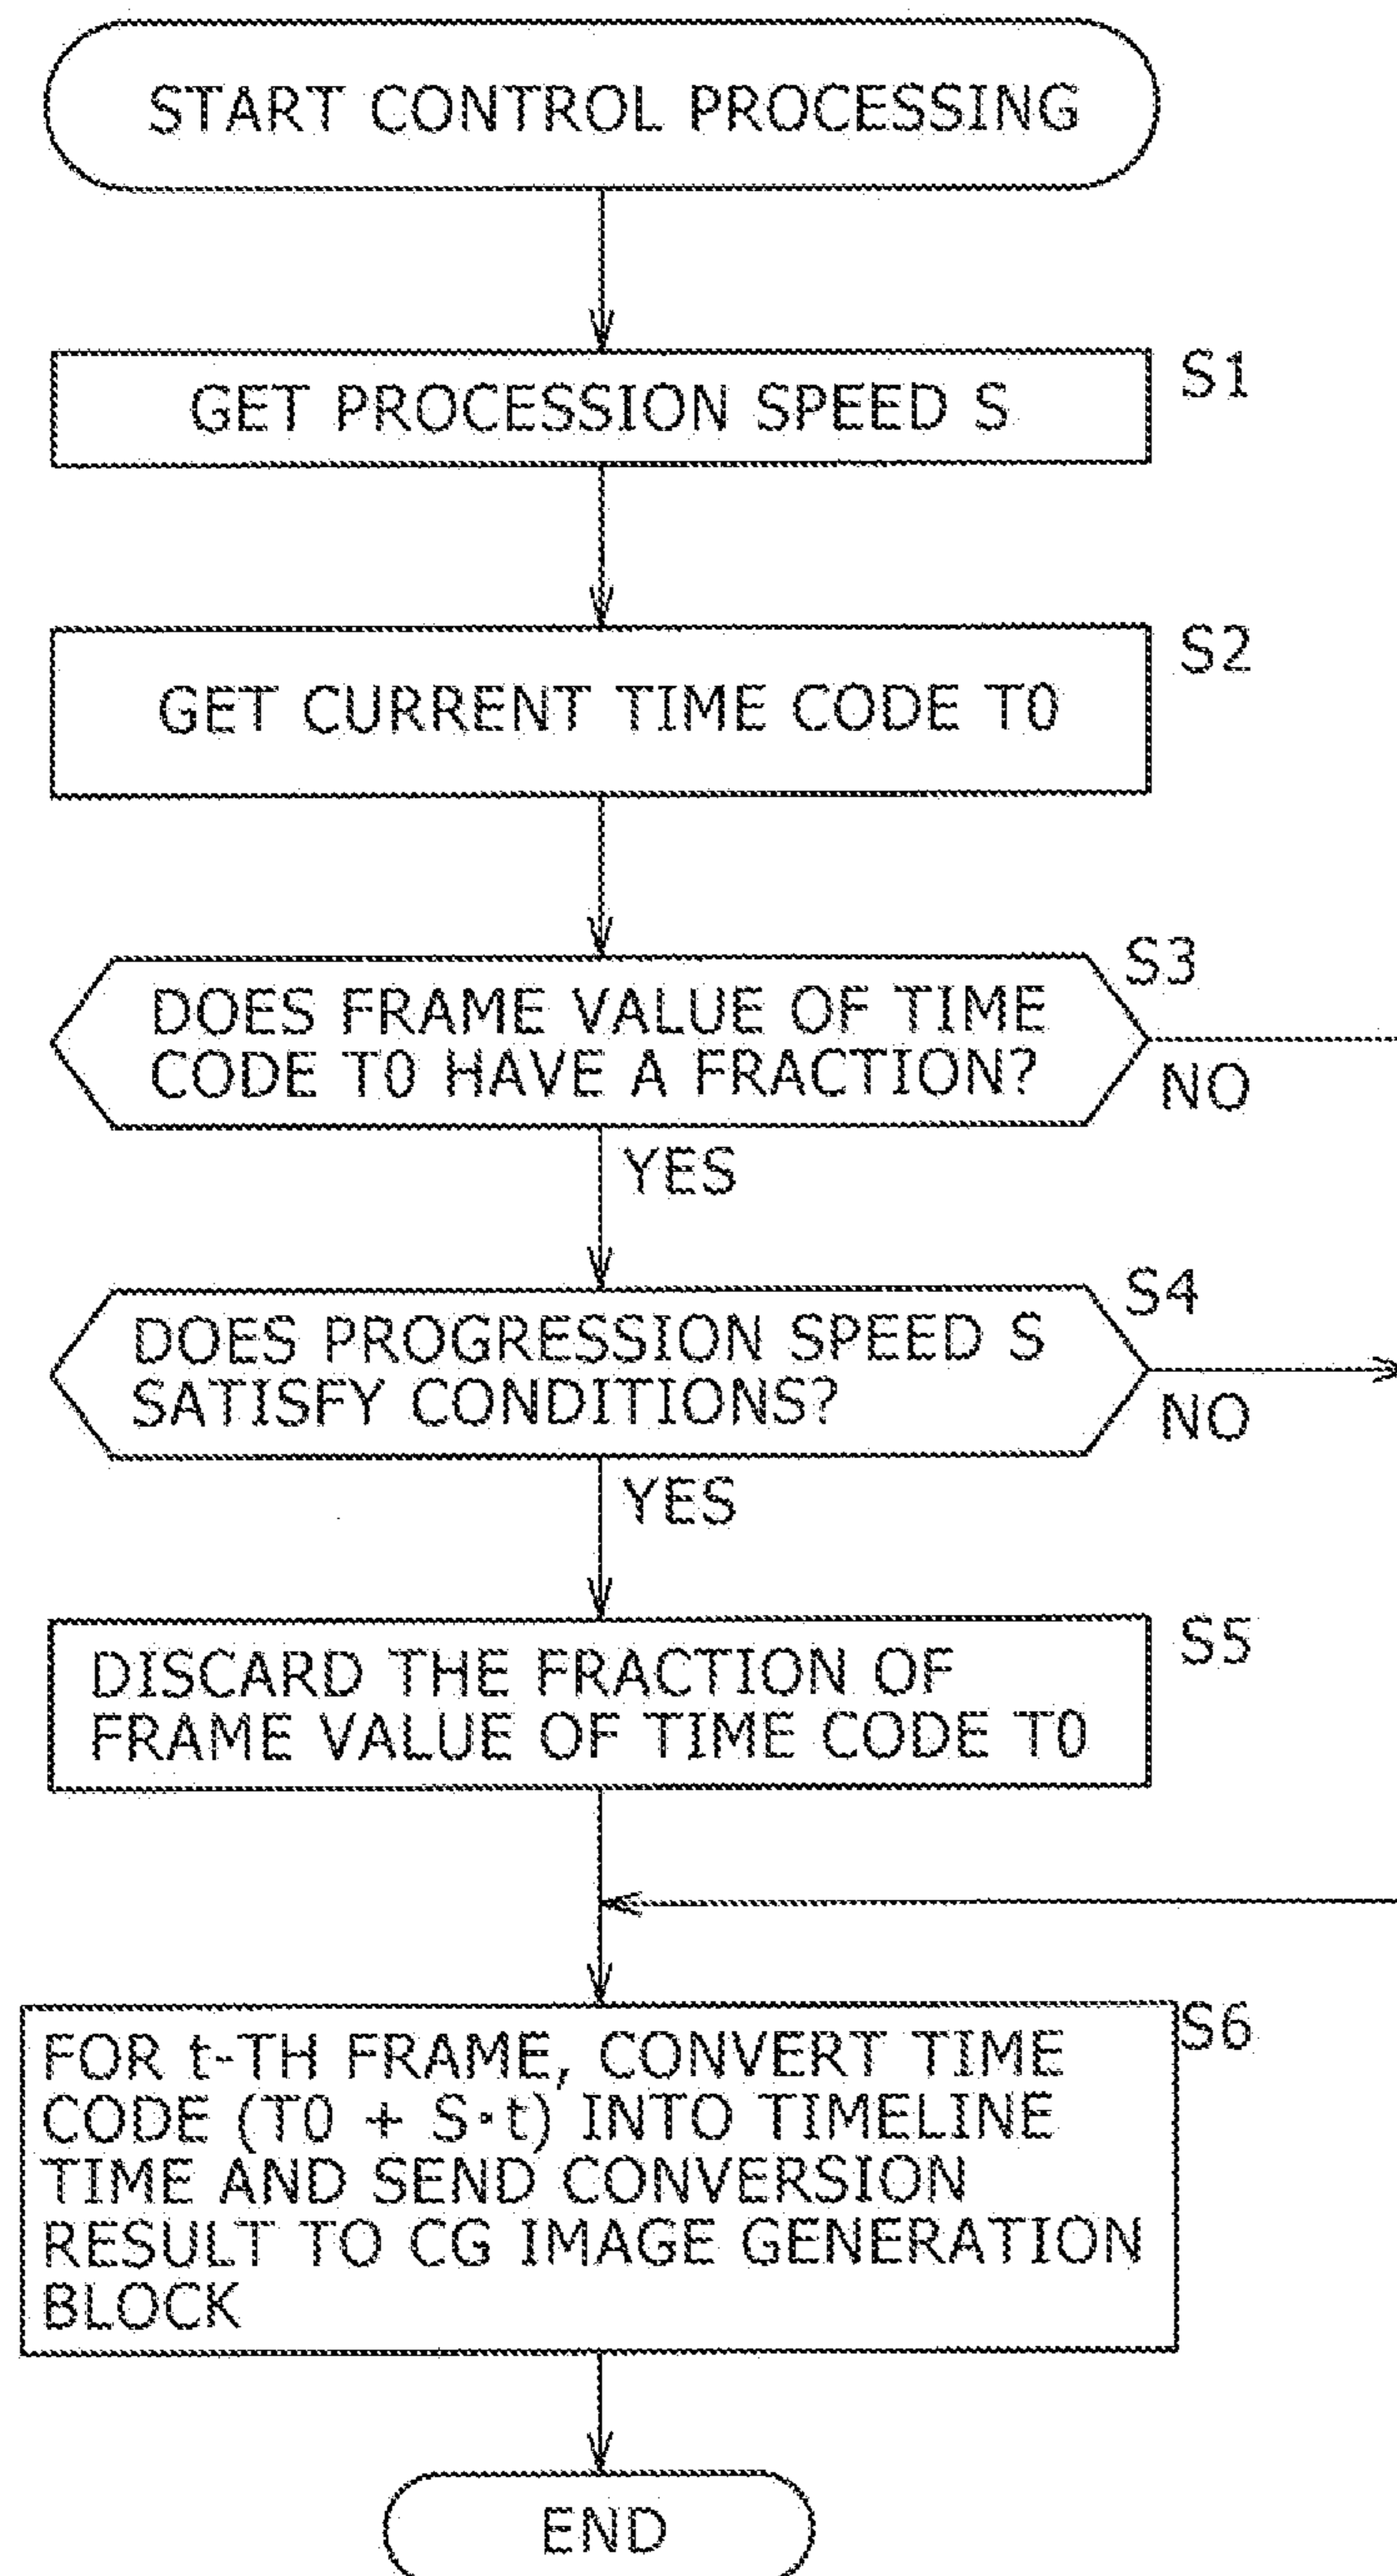 START CONTROL PROCESSING
S1
GET PROCESSION SPEED S
S2
GET CURRENT TIME CODE T0
S3
DOES FRAME VALUE OF TIME
CODE T0 HAVE A FRACTION?
NO
YES
S4
DOES PROGRESSION SPEED S
SATISFY CONDITIONS?
NO
YES
S5
DISCARD THE FRACTION OF
FRAME VALUE OF TIME CODE T0
S6
FOR t-TH FRAME, CONVERT TIME
CODE (T0 + S·t) INTO TIMELINE
TIME AND SEND CONVERSION
RESULT TO CG IMAGE GENERATION
BLOCK
END